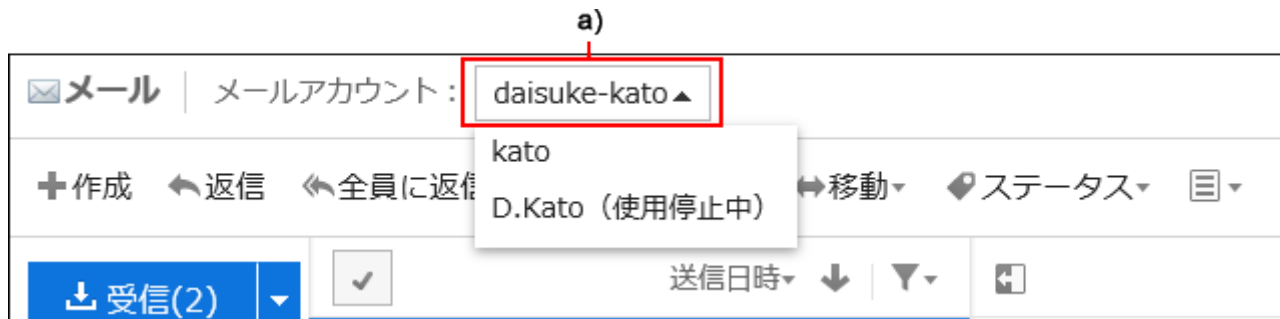 a)
メール メールアカウント： daisuke-kato▲
kato
D.Kato（使用停止中）
作成 返信 全員に返信 移動▾ ステータス▾
受信(2) 送信日時▾